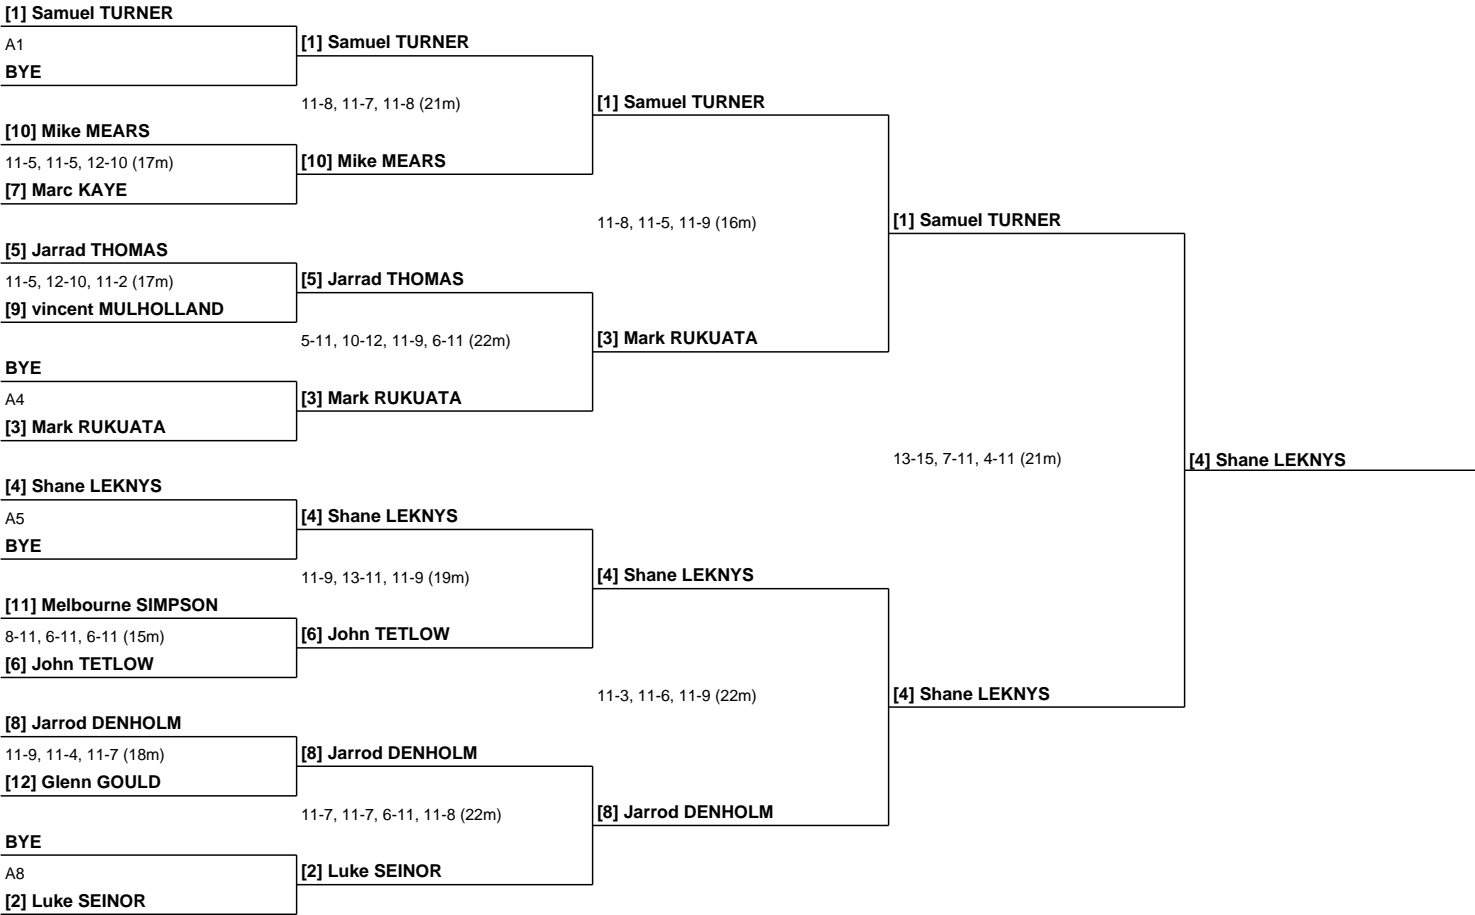 [1] Samuel TURNER
A1
BYE
[10] Mike MEARS
11-5, 11-5, 12-10 (17m)
[7] Marc KAYE
[5] Jarrad THOMAS
11-5, 12-10, 11-2 (17m)
[9] vincent MULHOLLAND
BYE
A4
[3] Mark RUKUATA
[4] Shane LEKNYS
A5
BYE
[11] Melbourne SIMPSON
8-11, 6-11, 6-11 (15m)
[6] John TETLOW
[8] Jarrod DENHOLM
11-9, 11-4, 11-7 (18m)
[12] Glenn GOULD
BYE
A8
[2] Luke SEINOR
[1] Samuel TURNER
11-8, 11-7, 11-8 (21m)
[10] Mike MEARS
[5] Jarrad THOMAS
5-11, 10-12, 11-9, 6-11 (22m)
[3] Mark RUKUATA
[4] Shane LEKNYS
11-9, 13-11, 11-9 (19m)
[6] John TETLOW
[8] Jarrod DENHOLM
11-7, 11-7, 6-11, 11-8 (22m)
[2] Luke SEINOR
[1] Samuel TURNER
11-8, 11-5, 11-9 (16m)
[3] Mark RUKUATA
[4] Shane LEKNYS
11-3, 11-6, 11-9 (22m)
[8] Jarrod DENHOLM
[1] Samuel TURNER
13-15, 7-11, 4-11 (21m)
[4] Shane LEKNYS
[4] Shane LEKNYS